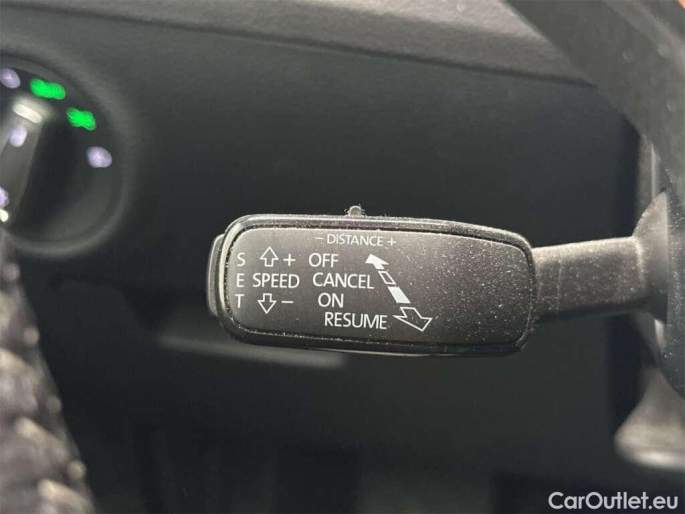 − DISTANCE +
S + OFF
E SPEED CANCEL
T − ON
RESUME
CarOutlet.eu